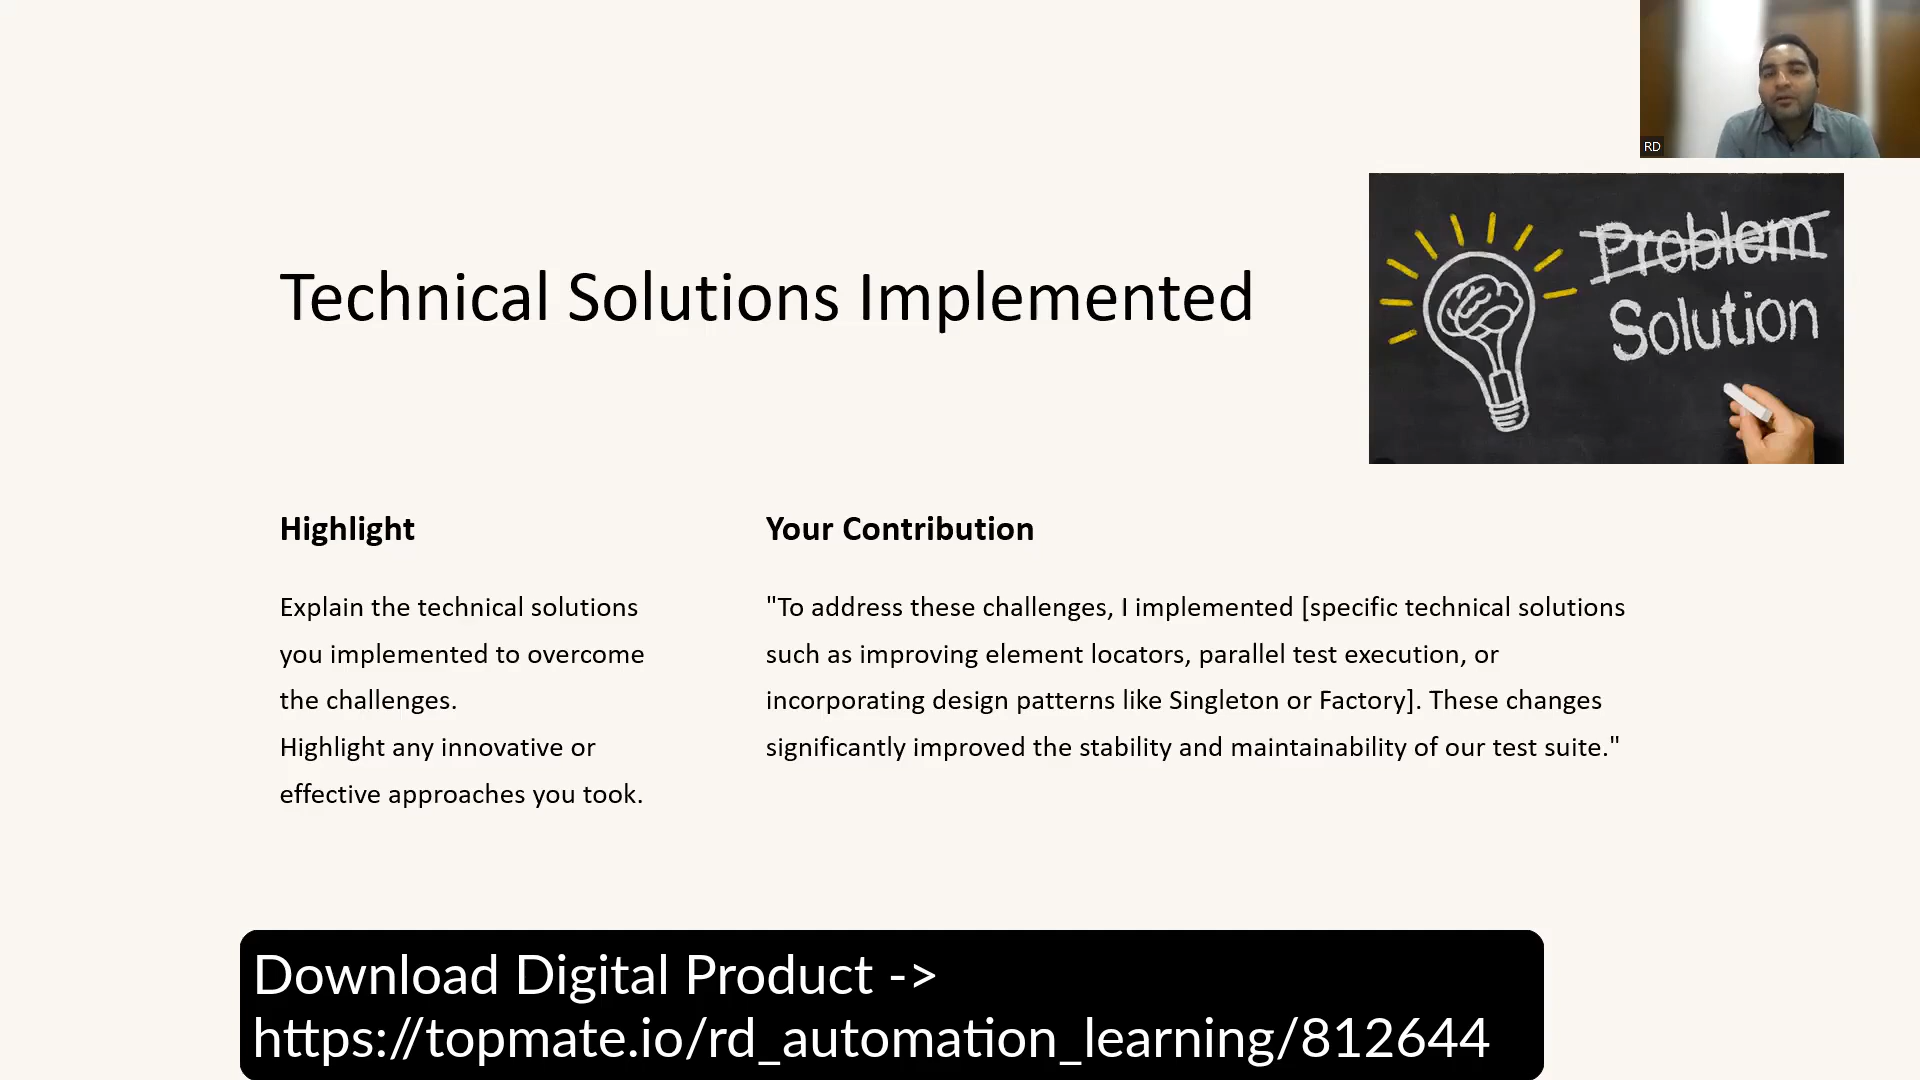 RD
Problem
Solution
Technical Solutions Implemented
Highlight
Explain the technical solutions
you implemented to overcome
the challenges.
Highlight any innovative or
effective approaches you took.
Your Contribution
"To address these challenges, I implemented [specific technical solutions
such as improving element locators, parallel test execution, or
incorporating design patterns like Singleton or Factory]. These changes
significantly improved the stability and maintainability of our test suite."
Download Digital Product ->
https://topmate.io/rd_automation_learning/812644